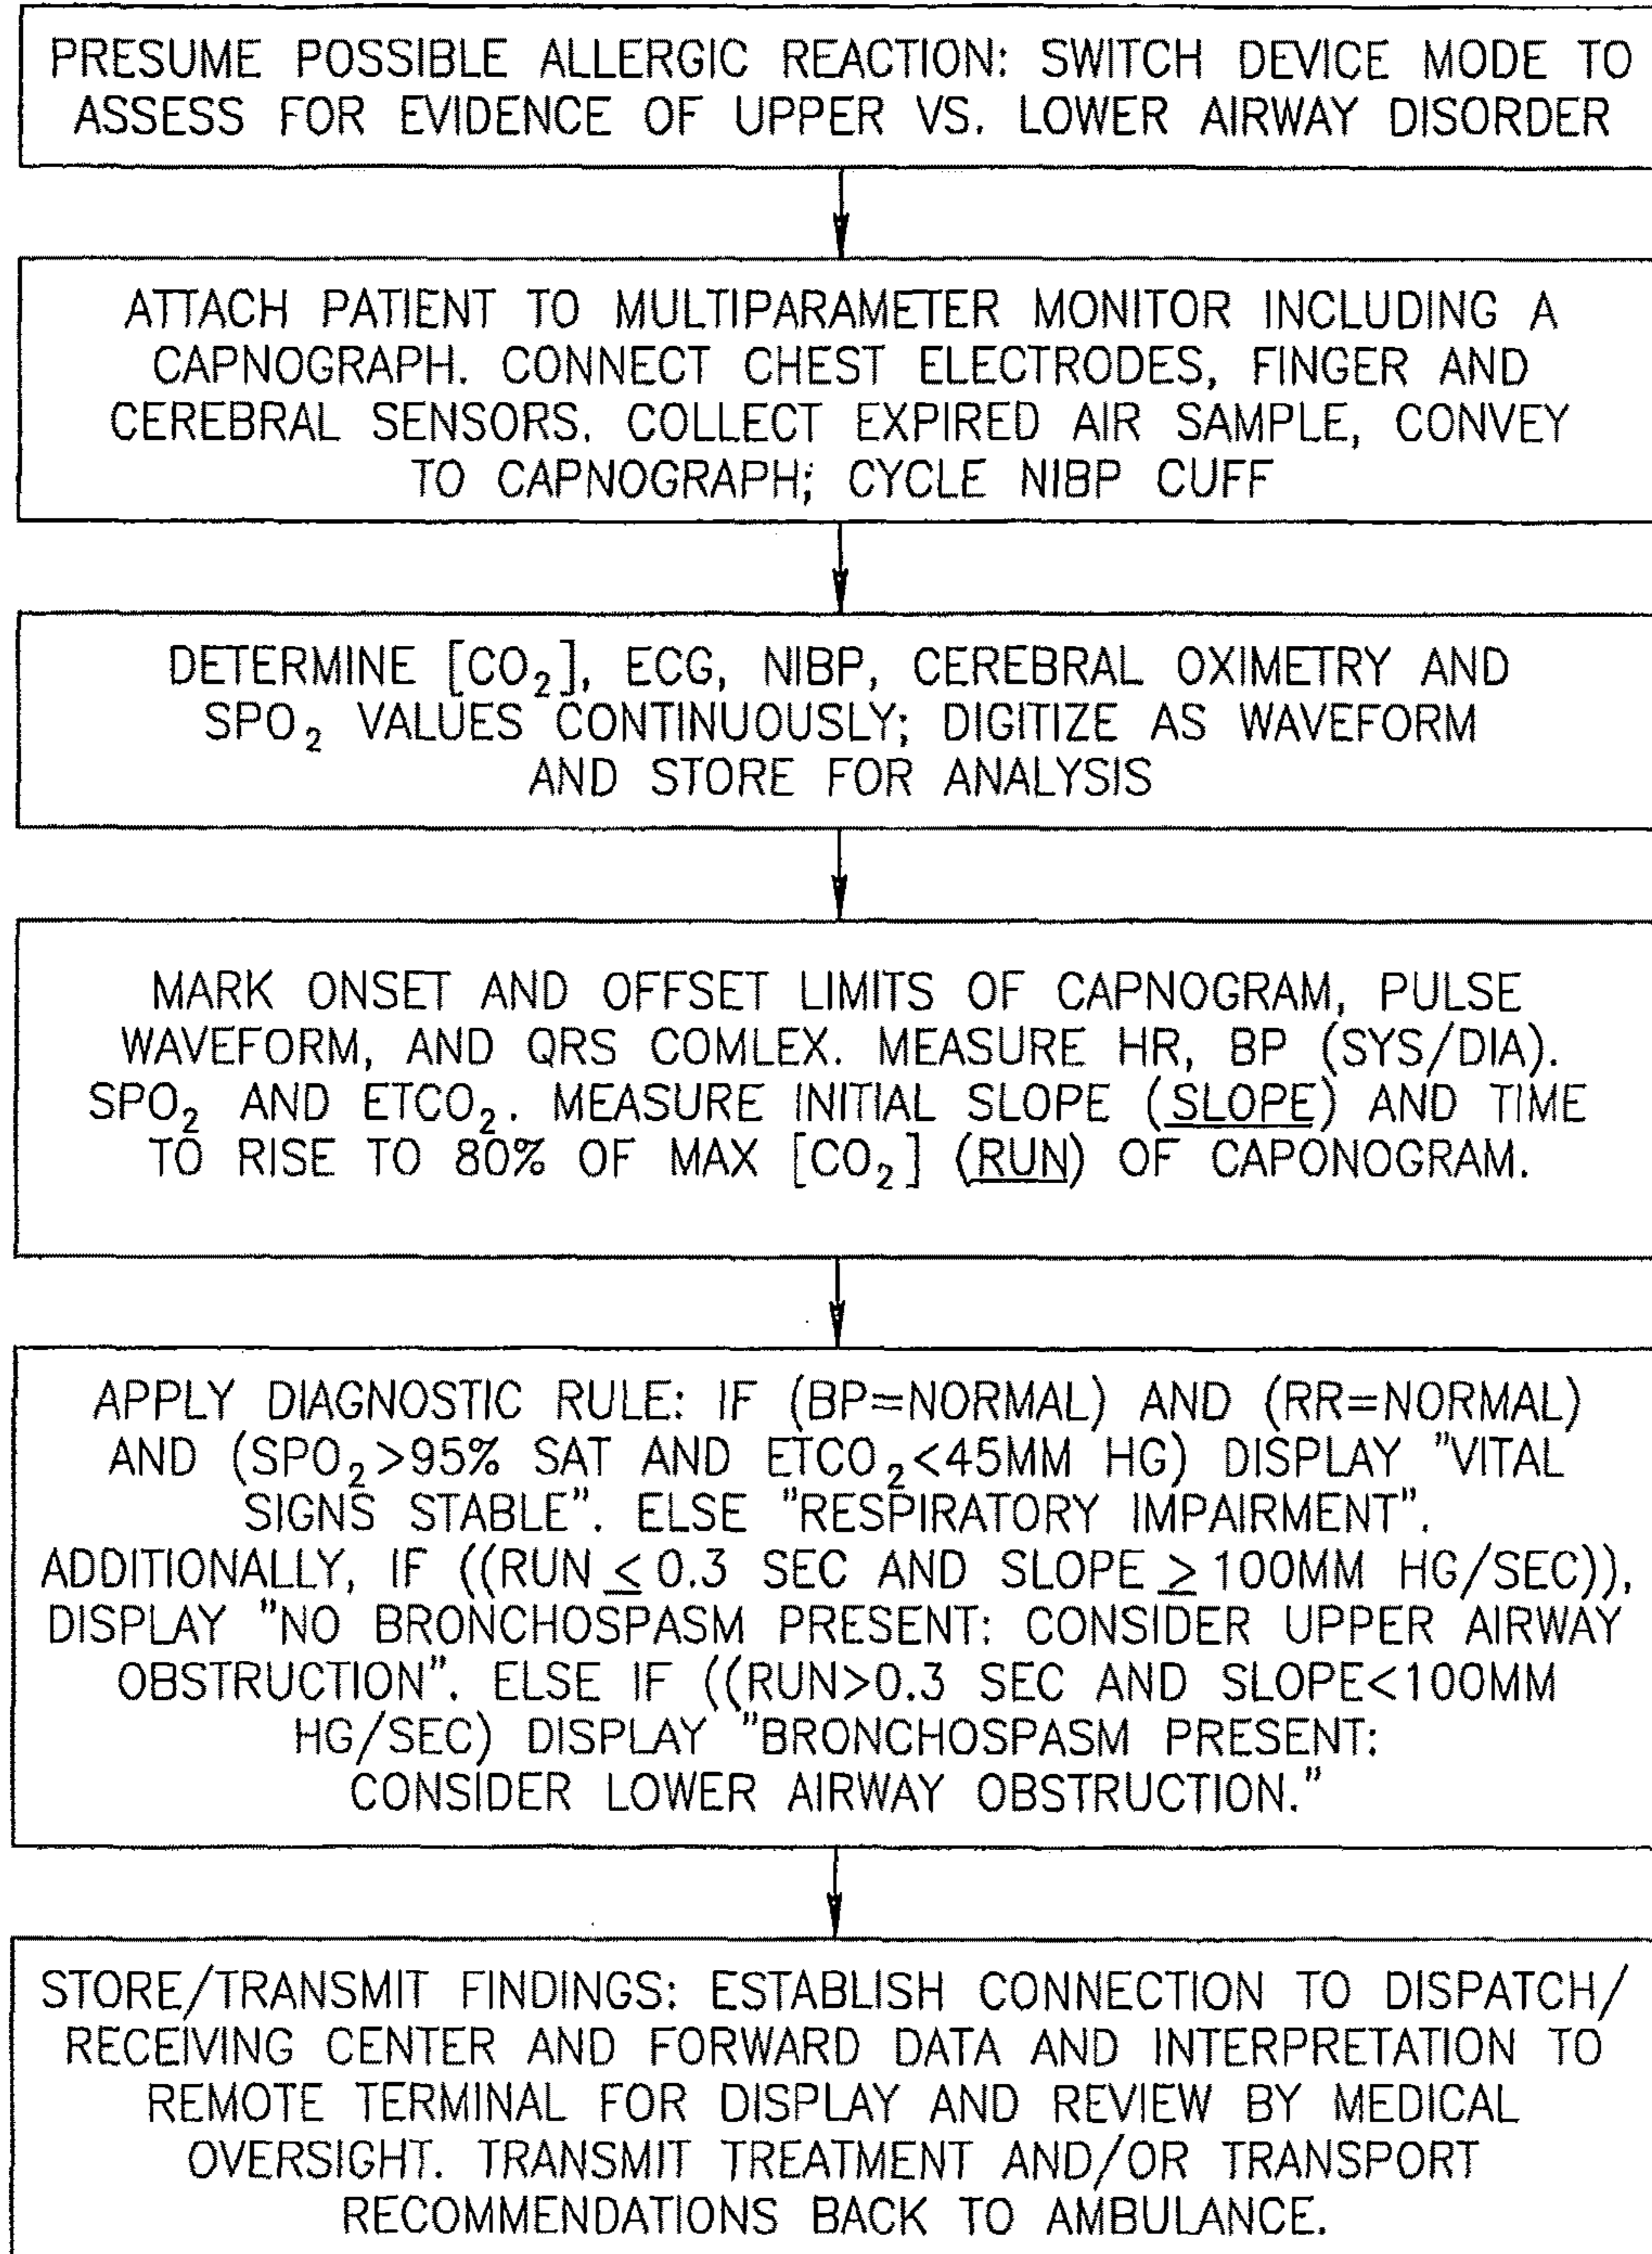 PRESUME POSSIBLE ALLERGIC REACTION: SWITCH DEVICE MODE TO
ASSESS FOR EVIDENCE OF UPPER VS. LOWER AIRWAY DISORDER
ATTACH PATIENT TO MULTIPARAMETER MONITOR INCLUDING A
CAPNOGRAPH. CONNECT CHEST ELECTRODES, FINGER AND
CEREBRAL SENSORS. COLLECT EXPIRED AIR SAMPLE, CONVEY
TO CAPNOGRAPH; CYCLE NIBP CUFF
DETERMINE [CO₂], ECG, NIBP, CEREBRAL OXIMETRY AND
SPO₂ VALUES CONTINUOUSLY; DIGITIZE AS WAVEFORM
AND STORE FOR ANALYSIS
MARK ONSET AND OFFSET LIMITS OF CAPNOGRAM, PULSE
WAVEFORM, AND QRS COMLEX. MEASURE HR, BP (SYS/DIA).
SPO₂ AND ETCO₂. MEASURE INITIAL SLOPE (SLOPE) AND TIME
TO RISE TO 80% OF MAX [CO₂] (RUN) OF CAPONOGRAM.
APPLY DIAGNOSTIC RULE: IF (BP=NORMAL) AND (RR=NORMAL)
AND (SPO₂>95% SAT AND ETCO₂<45MM HG) DISPLAY "VITAL
SIGNS STABLE". ELSE "RESPIRATORY IMPAIRMENT".
ADDITIONALLY, IF ((RUN ≤ 0.3 SEC AND SLOPE ≥ 100MM HG/SEC)),
DISPLAY "NO BRONCHOSPASM PRESENT: CONSIDER UPPER AIRWAY
OBSTRUCTION". ELSE IF ((RUN>0.3 SEC AND SLOPE<100MM
HG/SEC) DISPLAY "BRONCHOSPASM PRESENT:
CONSIDER LOWER AIRWAY OBSTRUCTION."
STORE/TRANSMIT FINDINGS: ESTABLISH CONNECTION TO DISPATCH/
RECEIVING CENTER AND FORWARD DATA AND INTERPRETATION TO
REMOTE TERMINAL FOR DISPLAY AND REVIEW BY MEDICAL
OVERSIGHT. TRANSMIT TREATMENT AND/OR TRANSPORT
RECOMMENDATIONS BACK TO AMBULANCE.